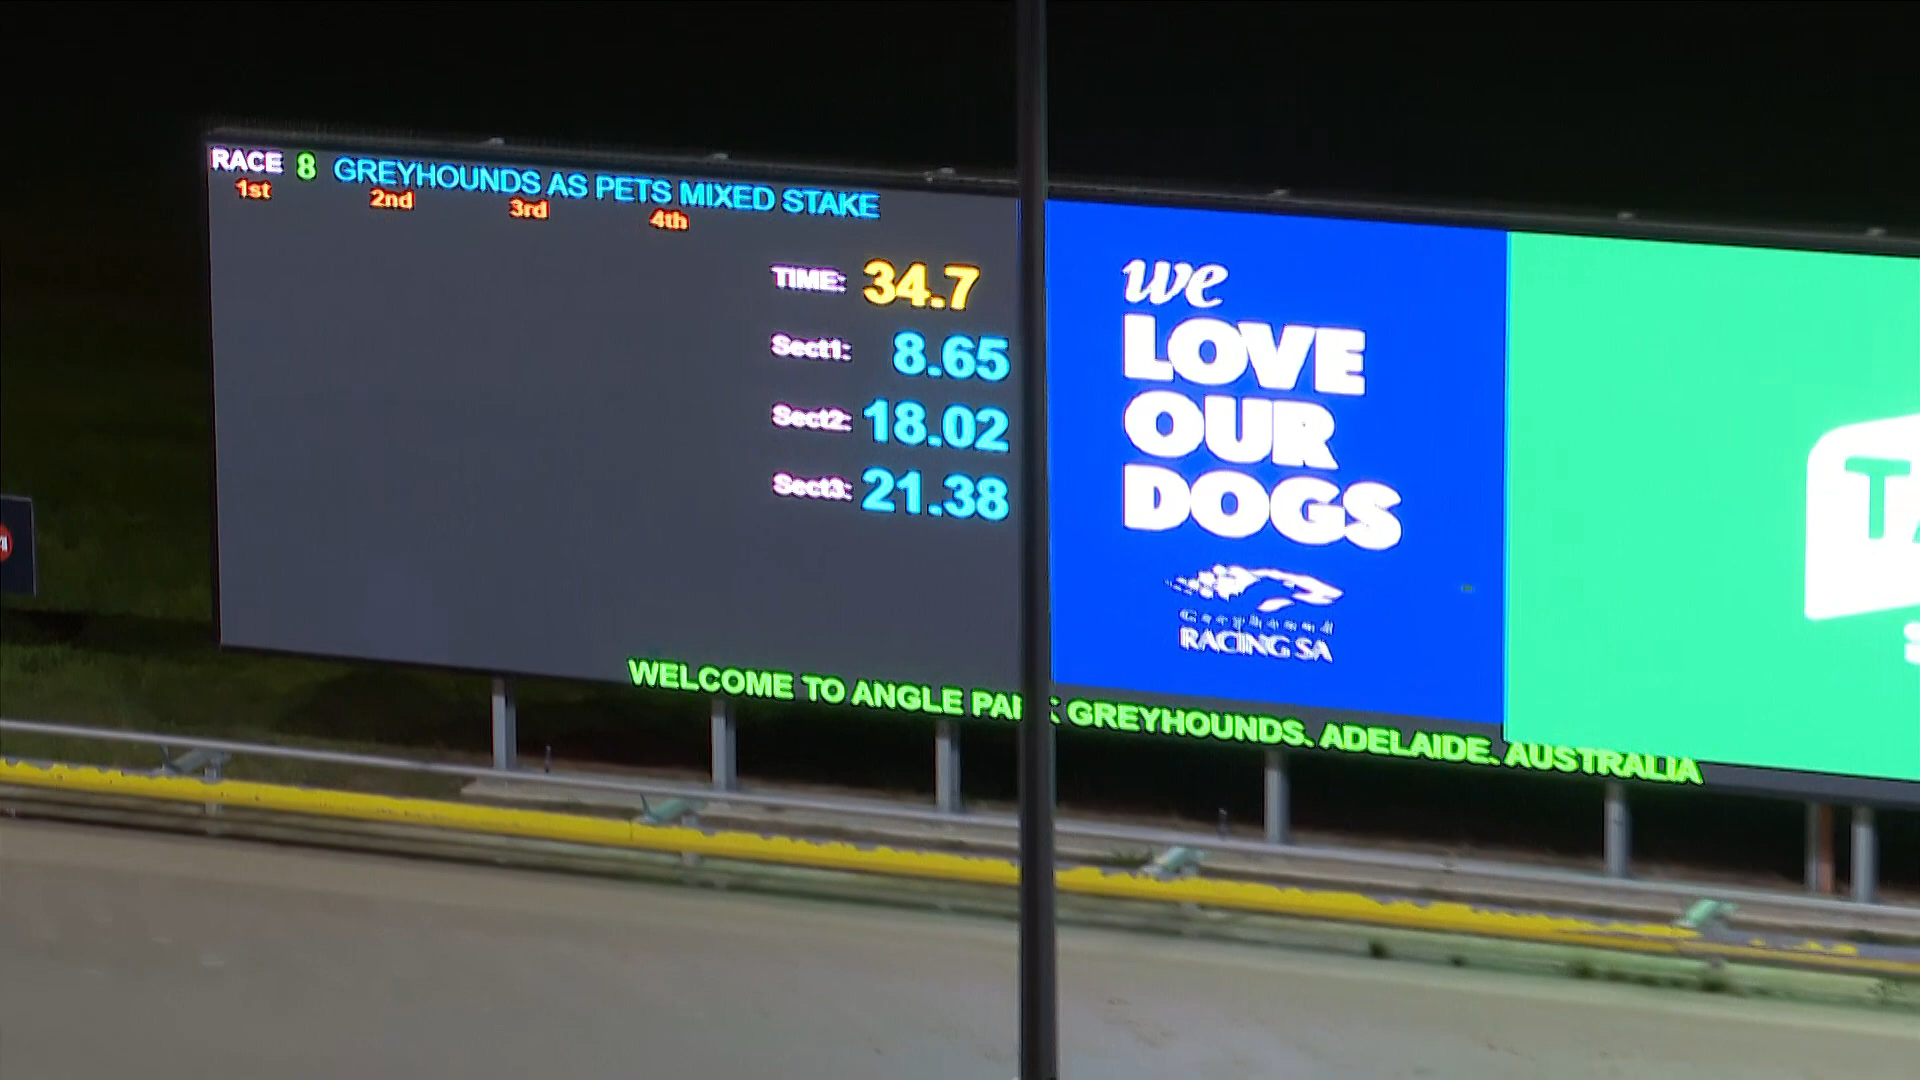 RACE 8 GREYHOUNDS AS PETS MIXED STAKE
1st 2nd 3rd 4th
TIME: 34.7
Sect1: 8.65
Sect2: 18.02
Sect3: 21.38
we
LOVE
OUR
DOGS
RACING SA
WELCOME TO ANGLE PARK GREYHOUNDS. ADELAIDE. AUSTRALIA